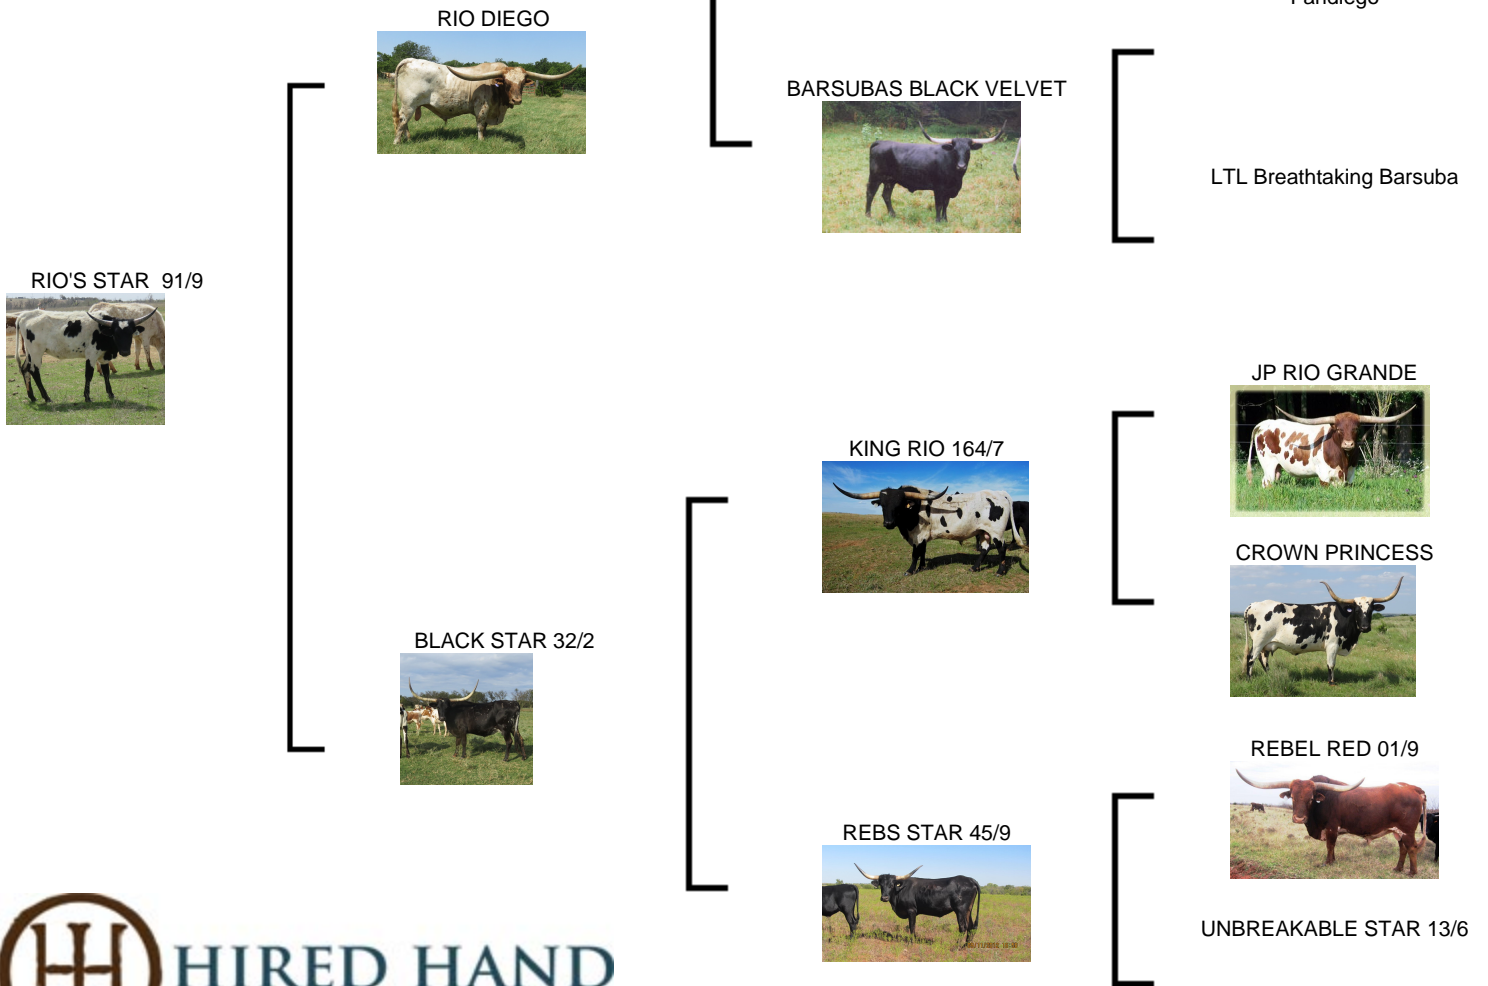 RIO DIEGO
BARSUBAS BLACK VELVET
LTL Breathtaking Barsuba
RIO'S STAR 91/9
JP RIO GRANDE
KING RIO 164/7
CROWN PRINCESS
BLACK STAR 32/2
REBEL RED 01/9
REBS STAR 45/9
UNBREAKABLE STAR 13/6
HIRED HAND